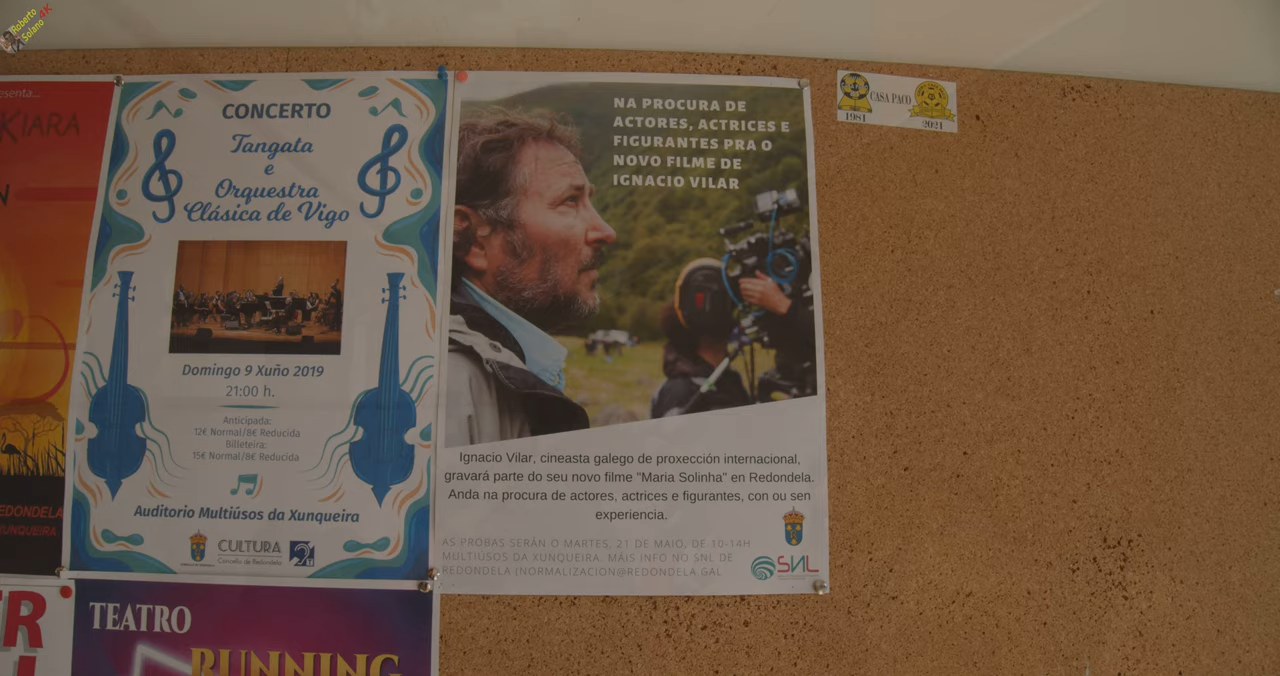 Roberto
Solano
4K
esenta...
KIARA
N
REDONDELA
XUNQUEIRA
CONCERTO
Tangata
e
Orquestra
Clásica de Vigo
Domingo 9 Xuño 2019
21:00 h.
Anticipada:
12€ Normal/8€ Reducida
Billeteira:
15€ Normal/8€ Reducida
Auditorio Multiúsos da Xunqueira
CULTURA
Concello de Redondela
NA PROCURA DE
ACTORES, ACTRICES E
FIGURANTES PRA O
NOVO FILME DE
IGNACIO VILAR
Ignacio Vilar, cineasta galego de proxección internacional,
gravará parte do seu novo filme "Maria Solinha" en Redondela.
Anda na procura de actores, actrices e figurantes, con ou sen
experiencia.
AS PROBAS SERÁN O MARTES, 21 DE MAIO, DE 10-14H
MULTIÚSOS DA XUNQUEIRA. MÁIS INFO NO SNL DE
REDONDELA (NORMALIZACION@REDONDELA.GAL
SNL
CASA PACO
1981
2021
ER
TEATRO
RUNNING